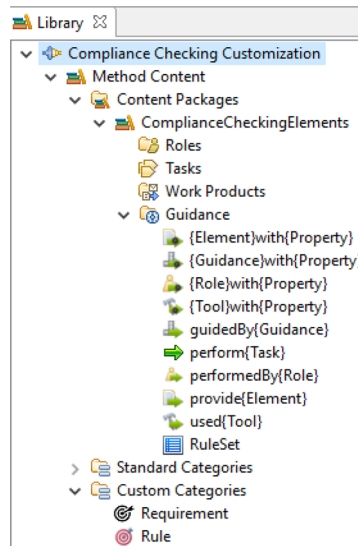 Library
Compliance Checking Customization
Method Content
Content Packages
ComplianceCheckingElements
Roles
Tasks
Work Products
Guidance
{Element}with{Property}
{Guidance}with{Property
{Role}with{Property}
{Tool}with{Property}
guidedBy{Guidance}
perform{Task}
performedBy{Role}
provide{Element}
used{Tool}
RuleSet
Standard Categories
Custom Categories
Requirement
Rule